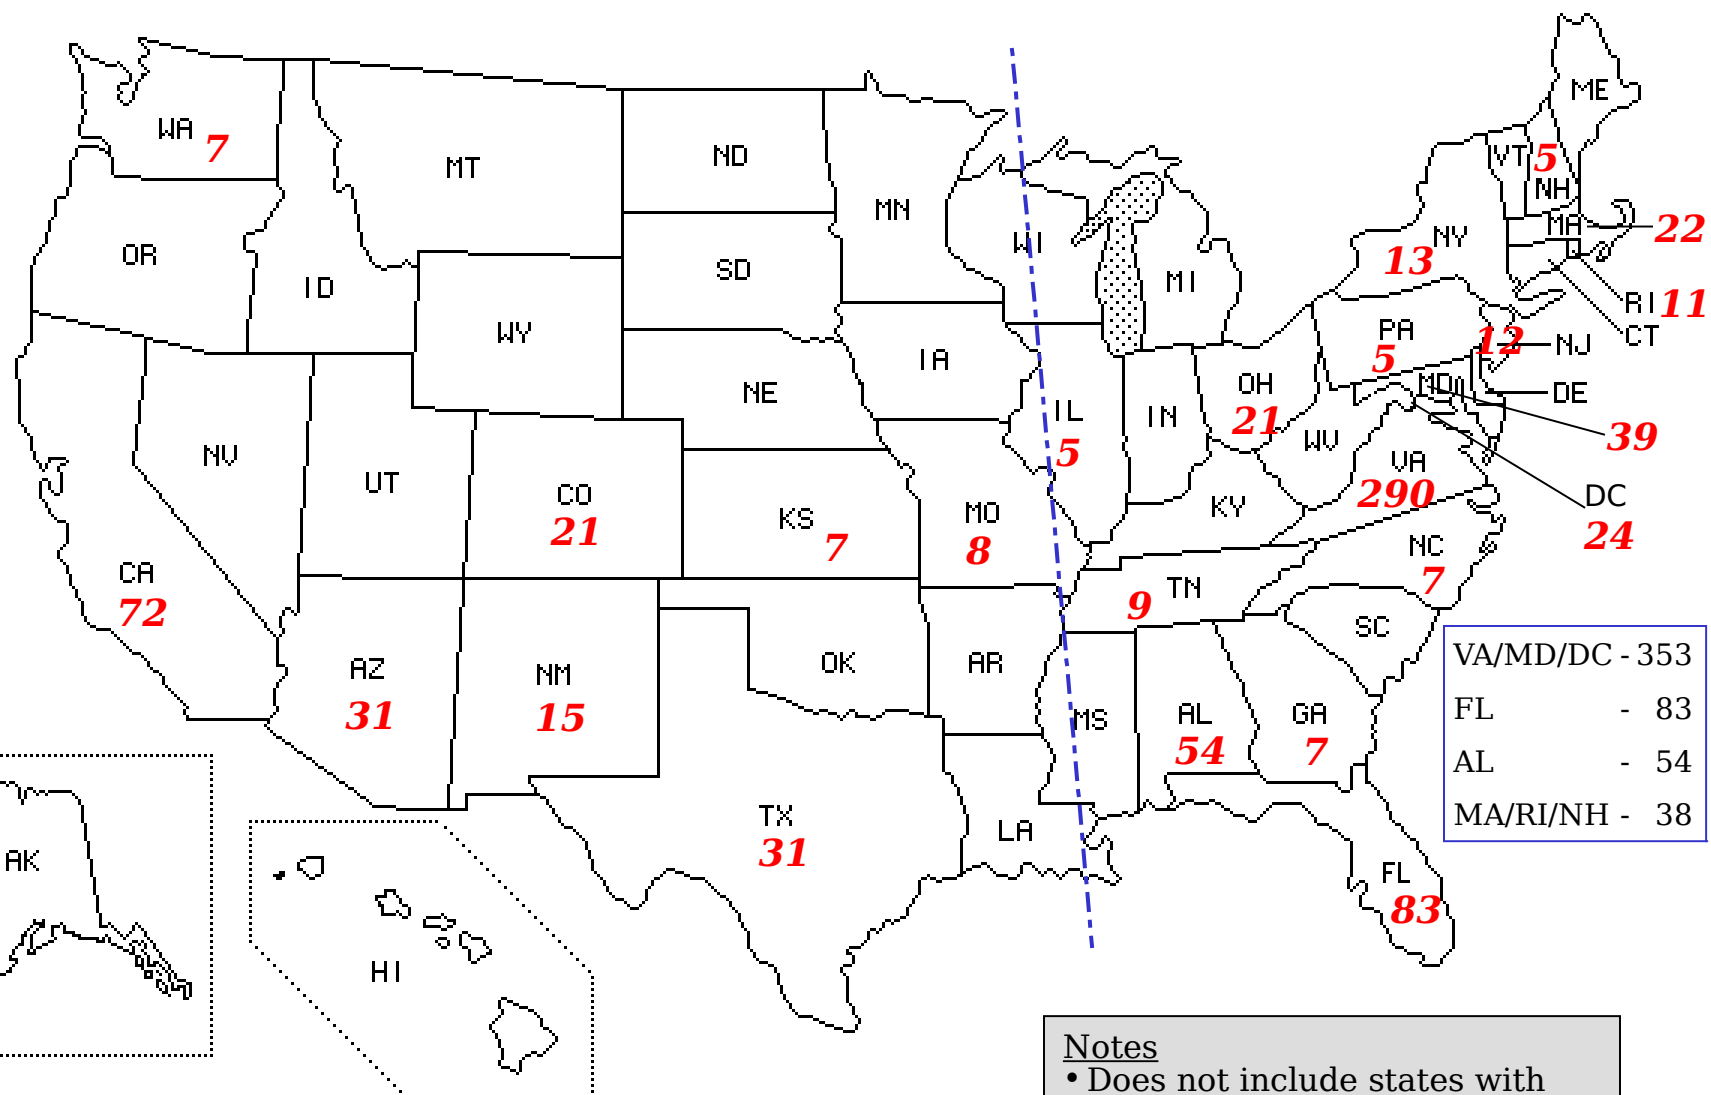 WA
7
MT
ND
MN
OR
ID
SD
WI
MI
WY
NE
IA
NV
UT
CO
21
KS
7
MO
8
IL
5
IN
OH
21
KY
WV
VA
290
PA
5
NY
13
VT
5
NH
ME
MA
22
RI
11
CT
12
NJ
DE
MD
39
DC
24
CA
72
AZ
31
NM
15
OK
AR
TN
9
NC
7
SC
MS
AL
54
GA
7
TX
31
LA
FL
83
AK
HI
VA/MD/DC - 353
FL - 83
AL - 54
MA/RI/NH - 38
Notes
• Does not include states with